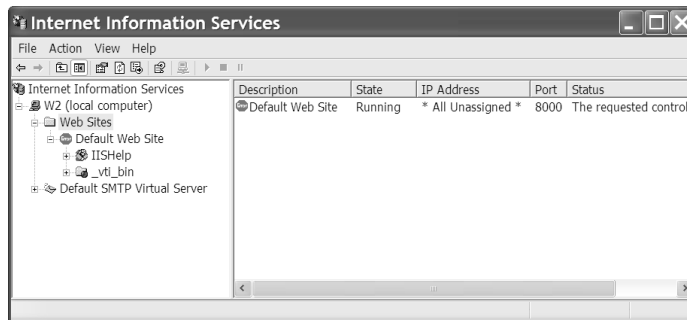 Internet Information Services
File Action View Help
Internet Information Services
W2 (local computer)
Web Sites
Default Web Site
IISHelp
_vti_bin
Default SMTP Virtual Server
Description State IP Address Port Status
Default Web Site Running * All Unassigned * 8000 The requested control